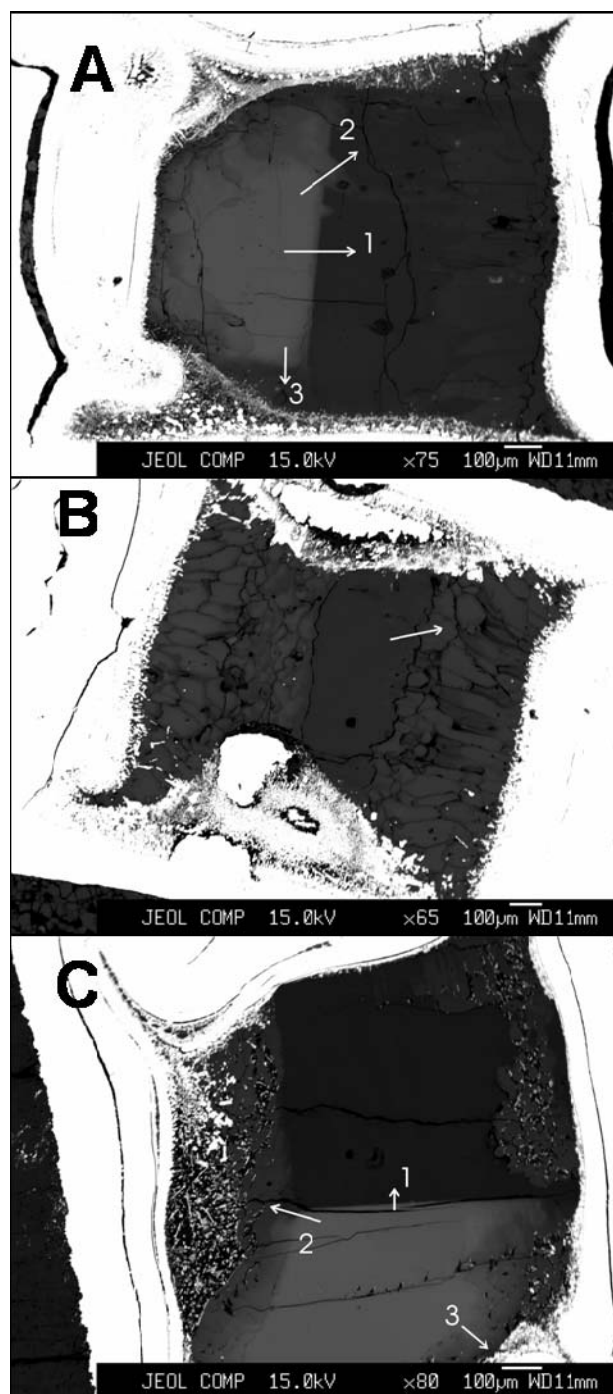 A
2
1
3
JEOL COMP 15.0kV ×75 100µm WD11mm
B
JEOL COMP 15.0kV ×65 100µm WD11mm
C
1
2
3
JEOL COMP 15.0kV ×80 100µm WD11mm